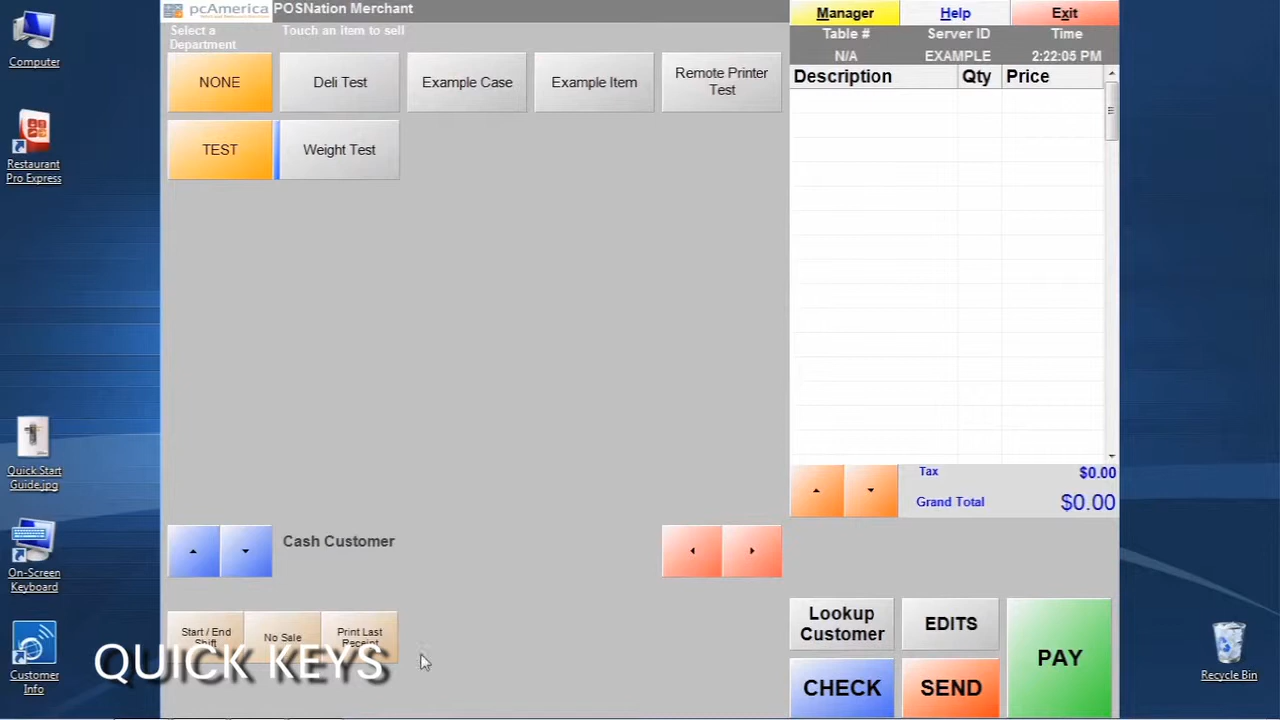 Computer
Restaurant
Pro Express
Quick Start
Guide.jpg
On-Screen
Keyboard
Customer
Info
pcAmerica
POSNation Merchant
Select a
Department
Touch an Item to sell
NONE
Deli Test
Example Case
Example Item
Remote Printer
Test
TEST
Weight Test
Cash Customer
Start / End
Shift
No Sale
Print Last
Receipt
QUICK KEYS
Manager
Help
Exit
Table #
Server ID
Time
N/A
EXAMPLE
2:22:05 PM
Description
Qty
Price
Tax
$0.00
Grand Total
$0.00
Lookup
Customer
EDITS
PAY
CHECK
SEND
Recycle Bin